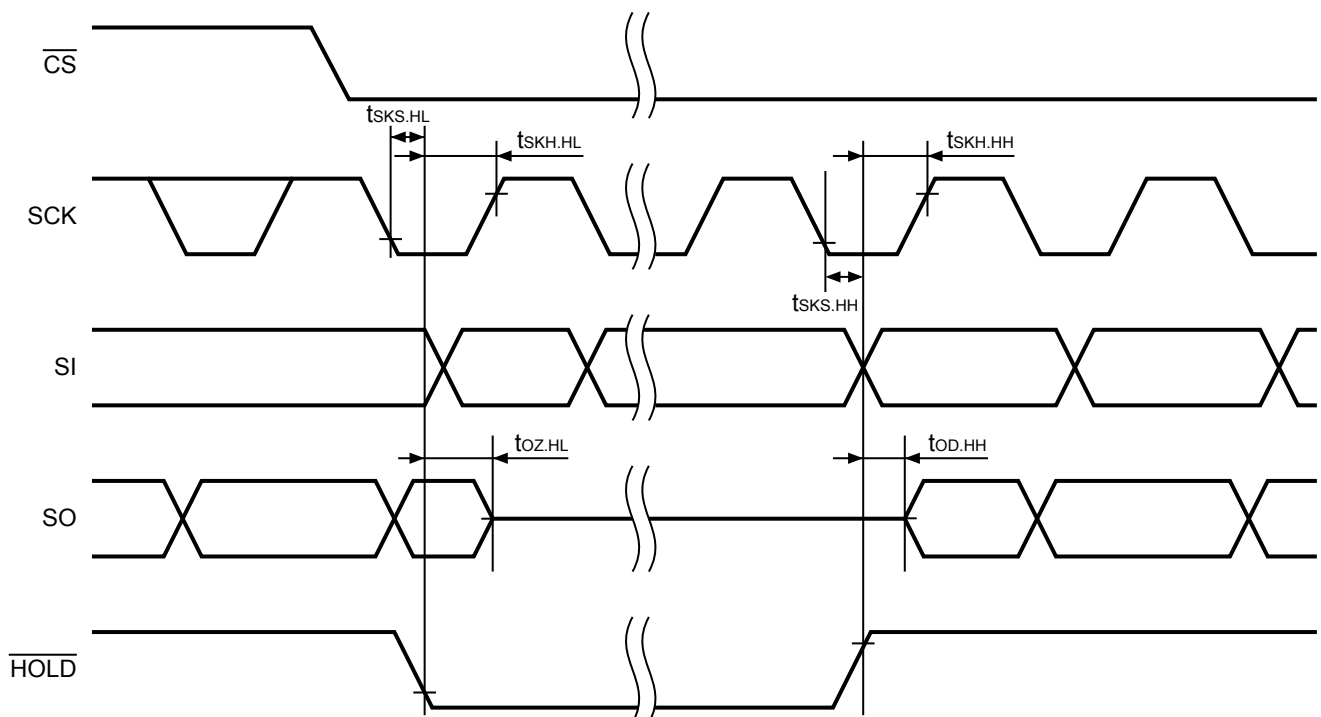 CS
tSKS.HL
tSKH.HL
tSKH.HH
SCK
tSKS.HH
SI
tOZ.HL
tOD.HH
SO
HOLD